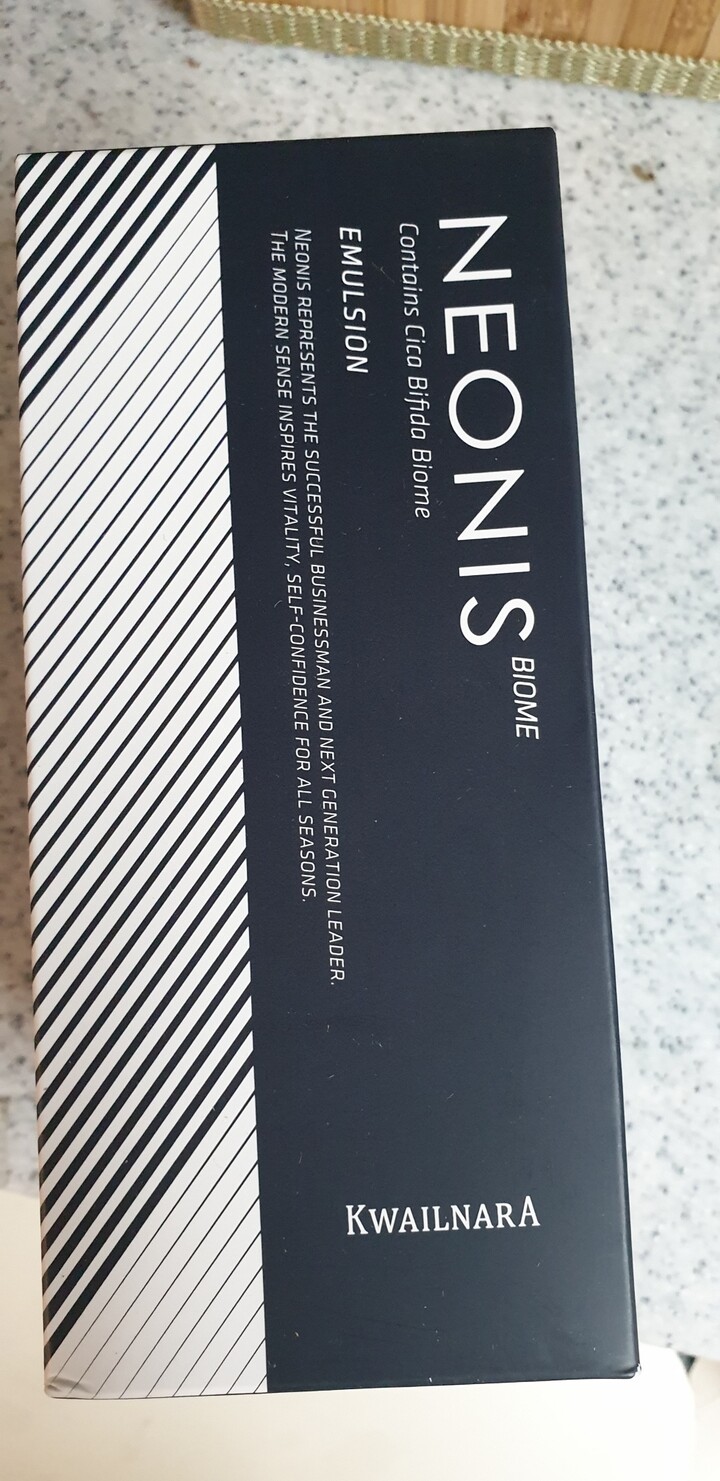 NEONIS BIOME
Contains Cica Bifida Biome
EMULSION
NEONIS REPRESENTS THE SUCCESSFUL BUSINESSMAN AND NEXT GENERATION LEADER.
THE MODERN SENSE INSPIRES VITALITY, SELF-CONFIDENCE FOR ALL SEASONS.
KWAILNARA